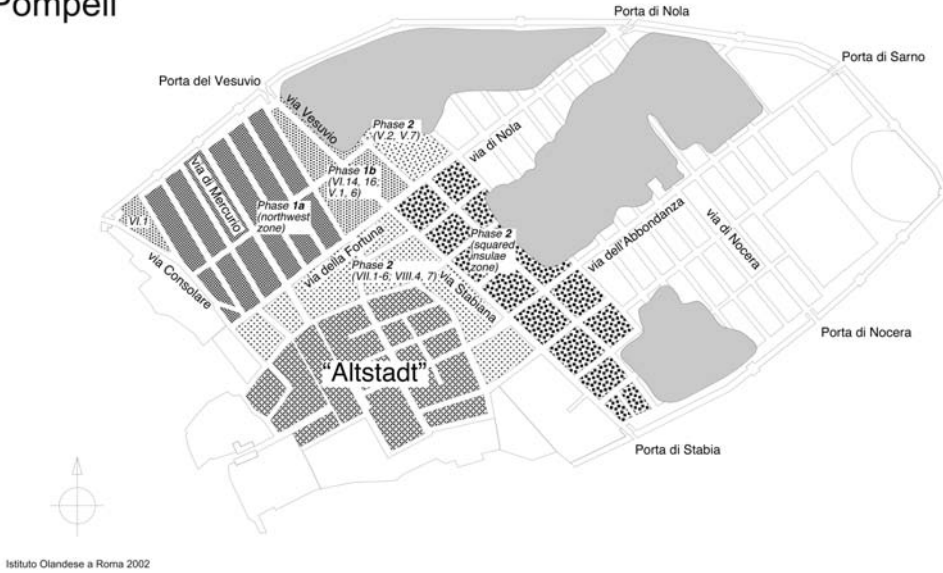 Pompeii
Porta di Nola
Porta di Sarno
Porta del Vesuvio
via Vesuvio
Phase 2
(V.2, V.7)
via di Nola
via di Mercurio
Phase 1b
(VI.14, 16;
V.1, 6)
Phase 1a
(northwest
zone)
VI.1
via Consolare
via della Fortuna
Phase 2
(VII.1-6; VIII.4, 7)
via Stabiana
Phase 2
(squared
insulae
zone)
via dell'Abbondanza
via di Nocera
"Altstadt"
Porta di Nocera
Porta di Stabia
Istituto Olandese a Roma 2002